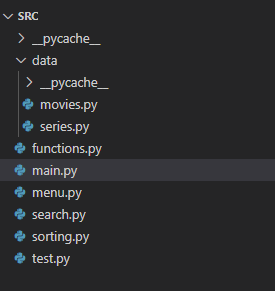 SRC
__pycache__
data
__pycache__
movies.py
series.py
functions.py
main.py
menu.py
search.py
sorting.py
test.py